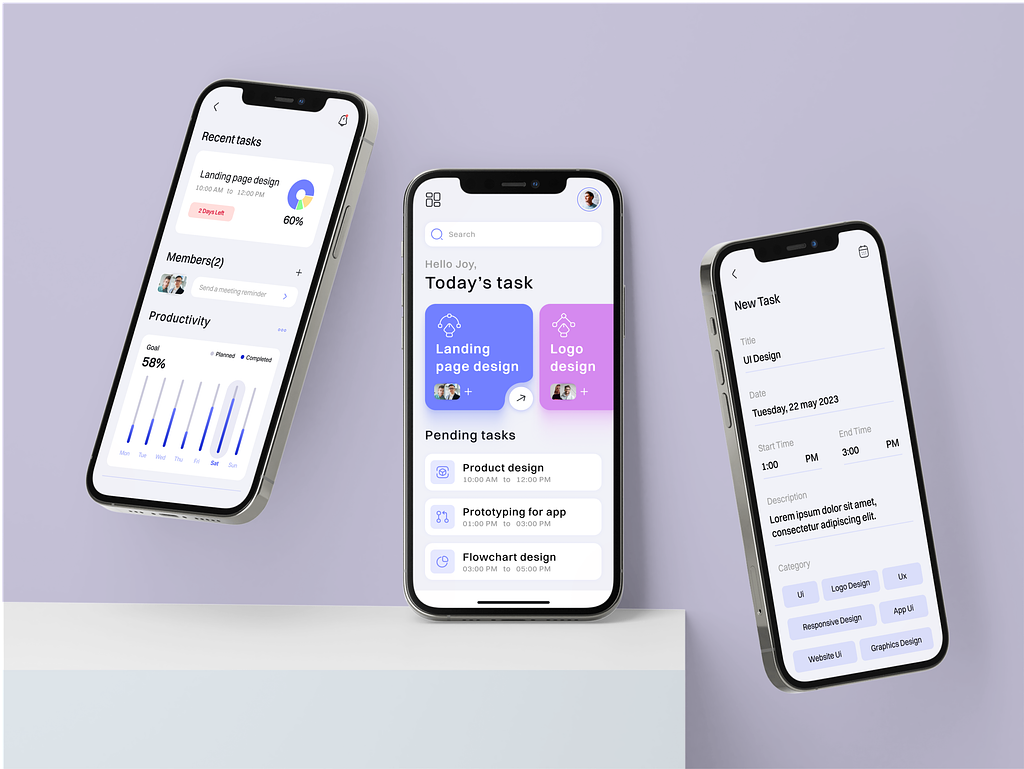 Recent tasks
Landing page design
10:00 AM to 12:00 PM
2 Days Left
60%
Members(2)
+
Send a meeting reminder
Productivity
Goal
58%
Planned
Completed
Mon Tue Wed Thu Fri Sat Sun
Search
Hello Joy,
Today's task
Landing
page design
+
Logo
design
+
Pending tasks
Product design
10:00 AM to 12:00 PM
Prototyping for app
01:00 PM to 03:00 PM
Flowchart design
03:00 PM to 05:00 PM
New Task
Title
UI Design
Date
Tuesday, 22 may 2023
Start Time
1:00 PM
End Time
3:00 PM
Description
Lorem ipsum dolor sit amet,
consectetur adipiscing elit.
Category
Ui
Logo Design
Ux
Responsive Design
App Ui
Website Ui
Graphics Design